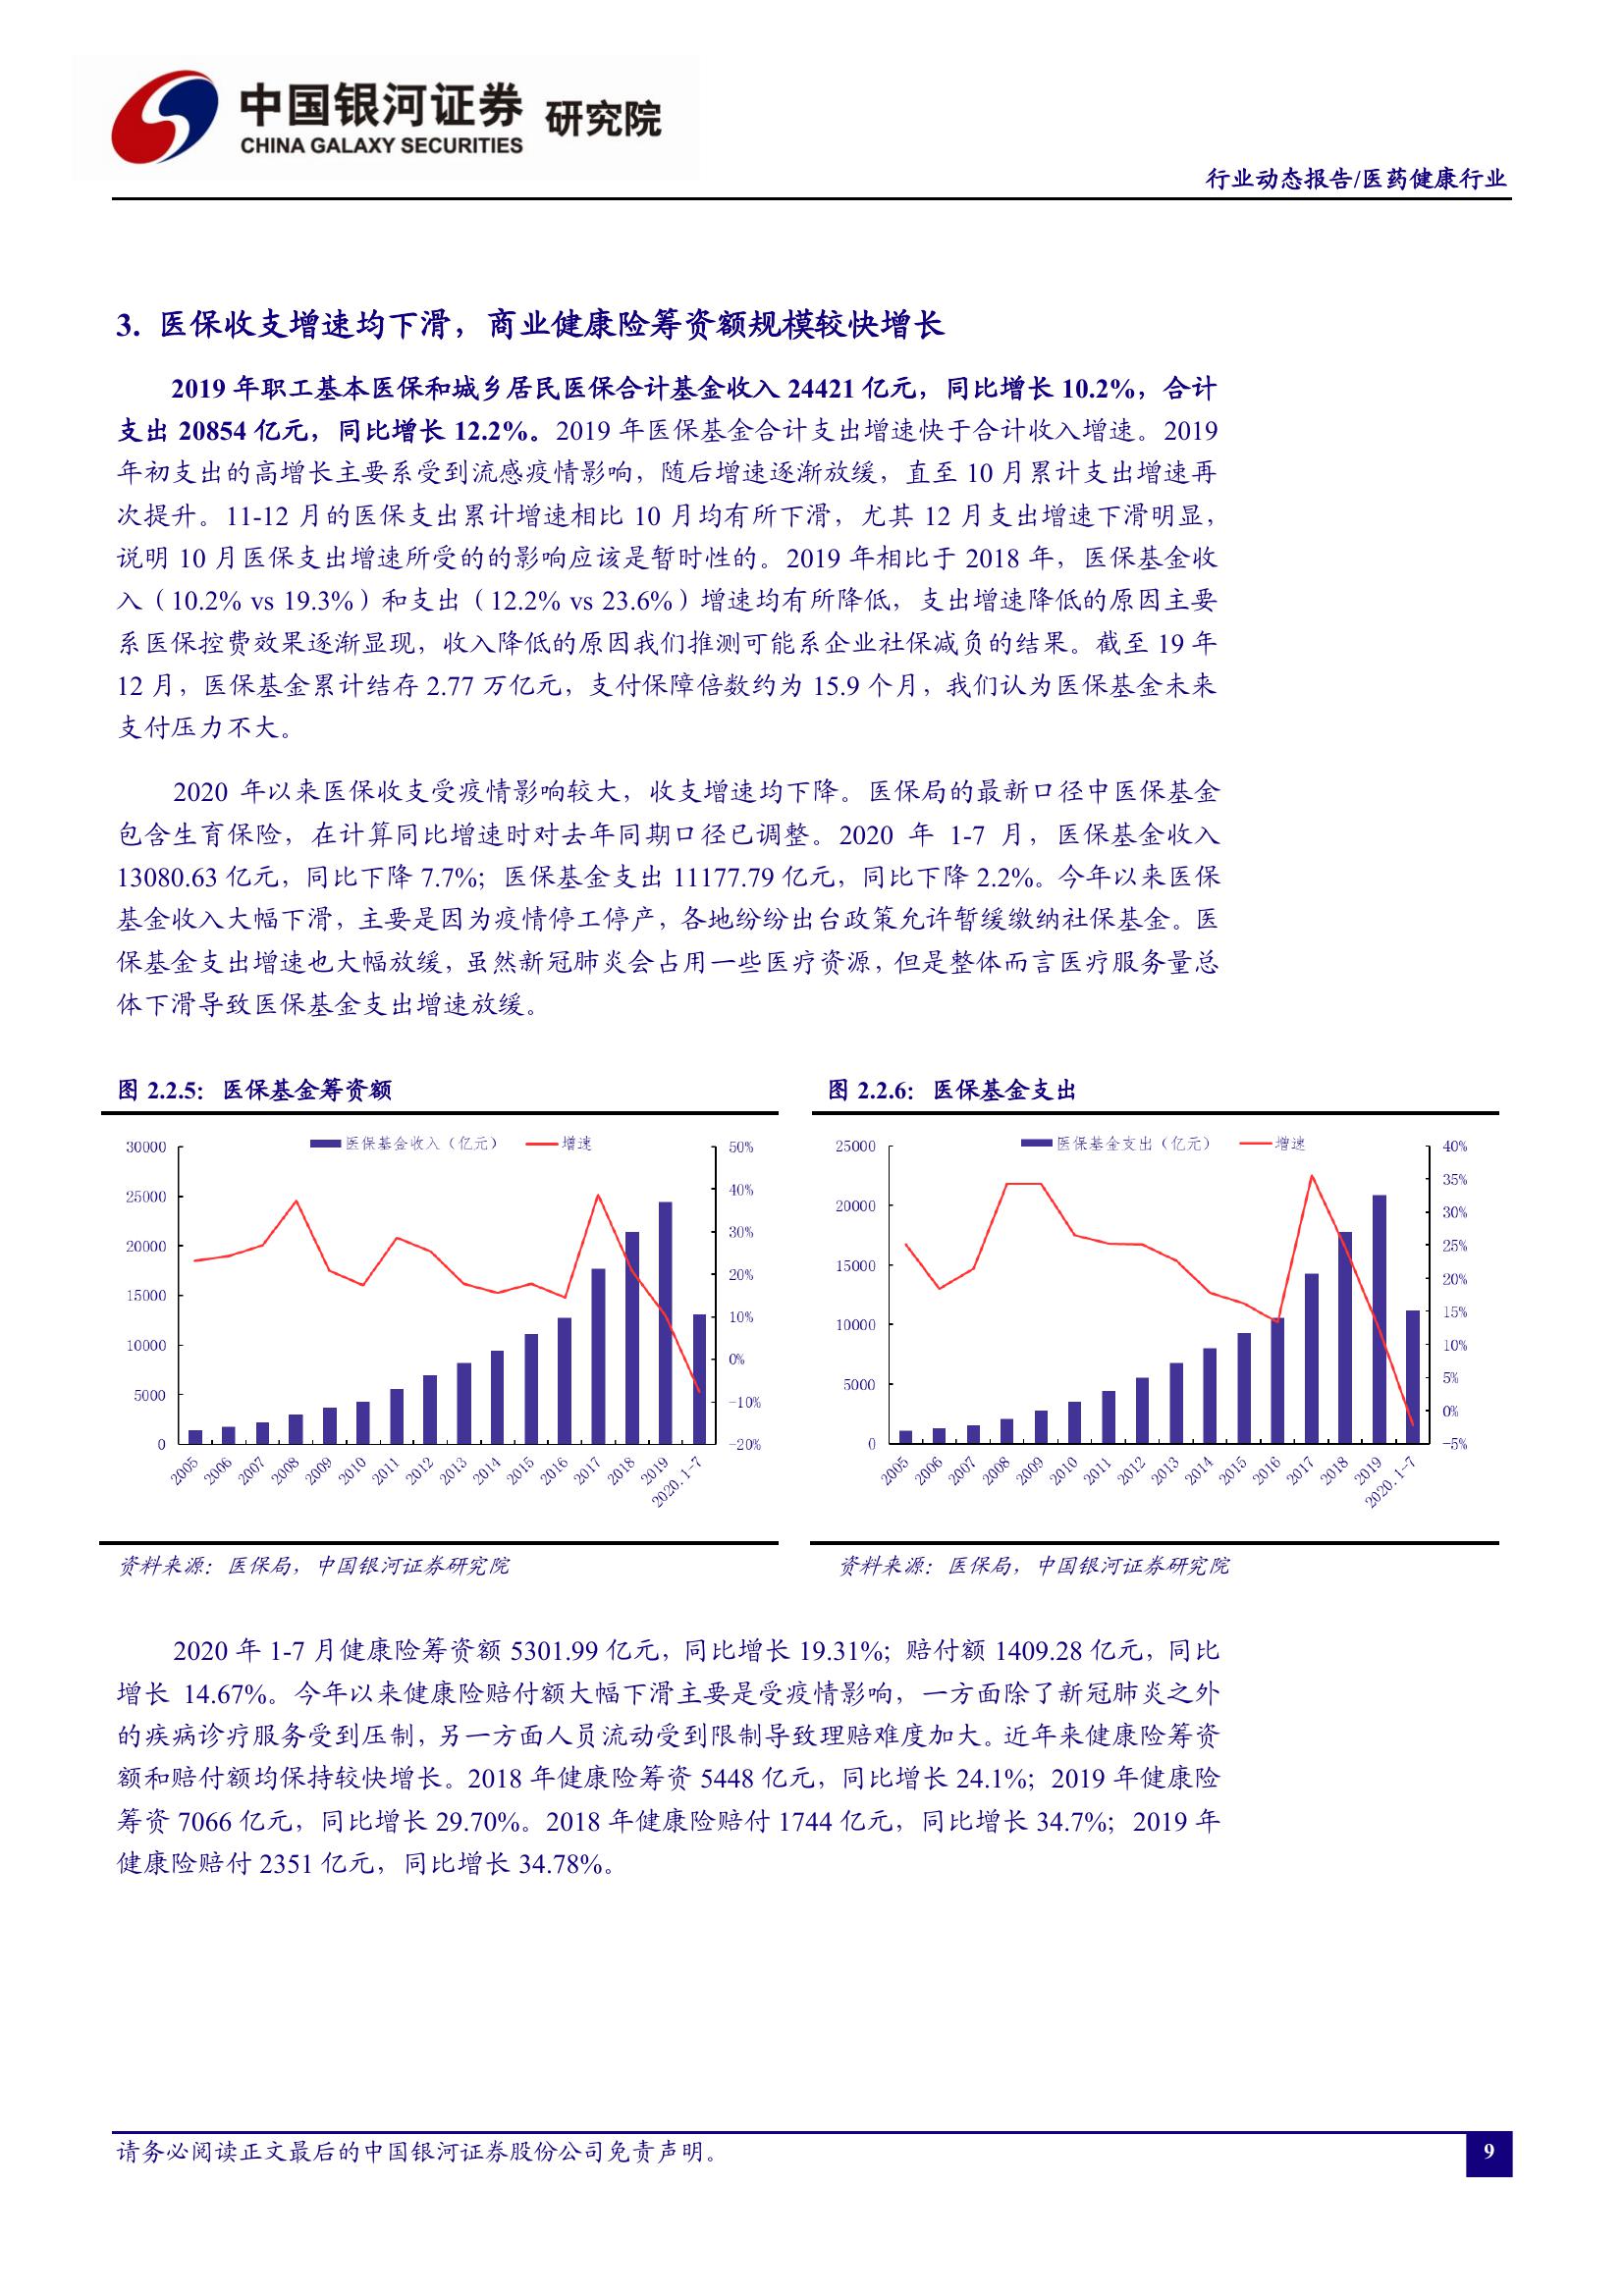 中国银河证券 研究院
CHINA GALAXY SECURITIES
行业动态报告/医药健康行业
3. 医保收支增速均下滑，商业健康险筹资额规模较快增长
2019 年职工基本医保和城乡居民医保合计基金收入 24421 亿元，同比增长 10.2%，合计
支出 20854 亿元，同比增长 12.2%。2019 年医保基金合计支出增速快于合计收入增速。2019
年初支出的高增长主要系受到流感疫情影响，随后增速逐渐放缓，直至 10 月累计支出增速再
次提升。11-12 月的医保支出累计增速相比 10 月均有所下滑，尤其 12 月支出增速下滑明显，
说明 10 月医保支出增速所受的的影响应该是暂时性的。2019 年相比于 2018 年，医保基金收
入（10.2% vs 19.3%）和支出（12.2% vs 23.6%）增速均有所降低，支出增速降低的原因主要
系医保控费效果逐渐显现，收入降低的原因我们推测可能系企业社保减负的结果。截至 19 年
12 月，医保基金累计结存 2.77 万亿元，支付保障倍数约为 15.9 个月，我们认为医保基金未来
支付压力不大。
2020 年以来医保收支受疫情影响较大，收支增速均下降。医保局的最新口径中医保基金
包含生育保险，在计算同比增速时对去年同期口径已调整。2020 年 1-7 月，医保基金收入
13080.63 亿元，同比下降 7.7%；医保基金支出 11177.79 亿元，同比下降 2.2%。今年以来医保
基金收入大幅下滑，主要是因为疫情停工停产，各地纷纷出台政策允许暂缓缴纳社保基金。医
保基金支出增速也大幅放缓，虽然新冠肺炎会占用一些医疗资源，但是整体而言医疗服务量总
体下滑导致医保基金支出增速放缓。
图 2.2.5：医保基金筹资额
医保基金收入（亿元） 增速
30000
25000
20000
15000
10000
5000
0
50%
40%
30%
20%
10%
0%
-10%
-20%
2005 2006 2007 2008 2009 2010 2011 2012 2013 2014 2015 2016 2017 2018 2019 2020.1-7
资料来源：医保局，中国银河证券研究院
图 2.2.6：医保基金支出
医保基金支出（亿元） 增速
25000
20000
15000
10000
5000
0
40%
35%
30%
25%
20%
15%
10%
5%
0%
-5%
2005 2006 2007 2008 2009 2010 2011 2012 2013 2014 2015 2016 2017 2018 2019 2020.1-7
资料来源：医保局，中国银河证券研究院
2020 年 1-7 月健康险筹资额 5301.99 亿元，同比增长 19.31%；赔付额 1409.28 亿元，同比
增长 14.67%。今年以来健康险赔付额大幅下滑主要是受疫情影响，一方面除了新冠肺炎之外
的疾病诊疗服务受到压制，另一方面人员流动受到限制导致理赔难度加大。近年来健康险筹资
额和赔付额均保持较快增长。2018 年健康险筹资 5448 亿元，同比增长 24.1%；2019 年健康险
筹资 7066 亿元，同比增长 29.70%。2018 年健康险赔付 1744 亿元，同比增长 34.7%；2019 年
健康险赔付 2351 亿元，同比增长 34.78%。
请务必阅读正文最后的中国银河证券股份公司免责声明。
9